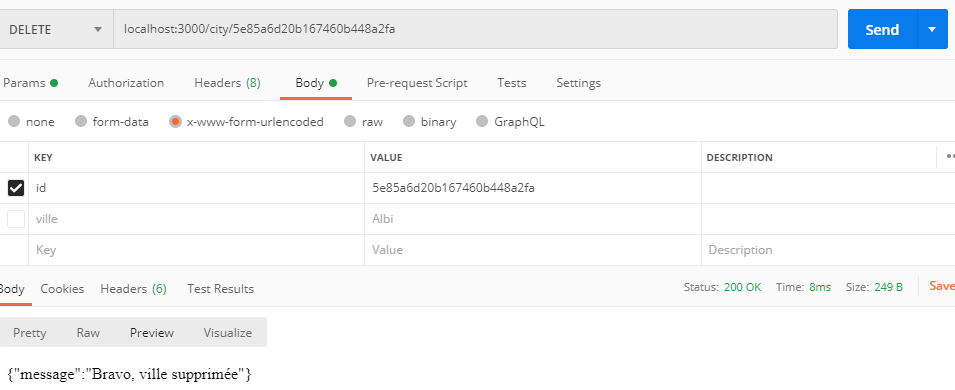 DELETE localhost:3000/city/5e85a6d20b167460b448a2fa Send
Params Authorization Headers (8) Body Pre-request Script Tests Settings
none form-data x-www-form-urlencoded raw binary GraphQL
KEY VALUE DESCRIPTION
id 5e85a6d20b167460b448a2fa
ville Albi
Key Value Description
Body Cookies Headers (6) Test Results Status: 200 OK Time: 8ms Size: 249 B Save
Pretty Raw Preview Visualize
{"message":"Bravo, ville supprimée"}